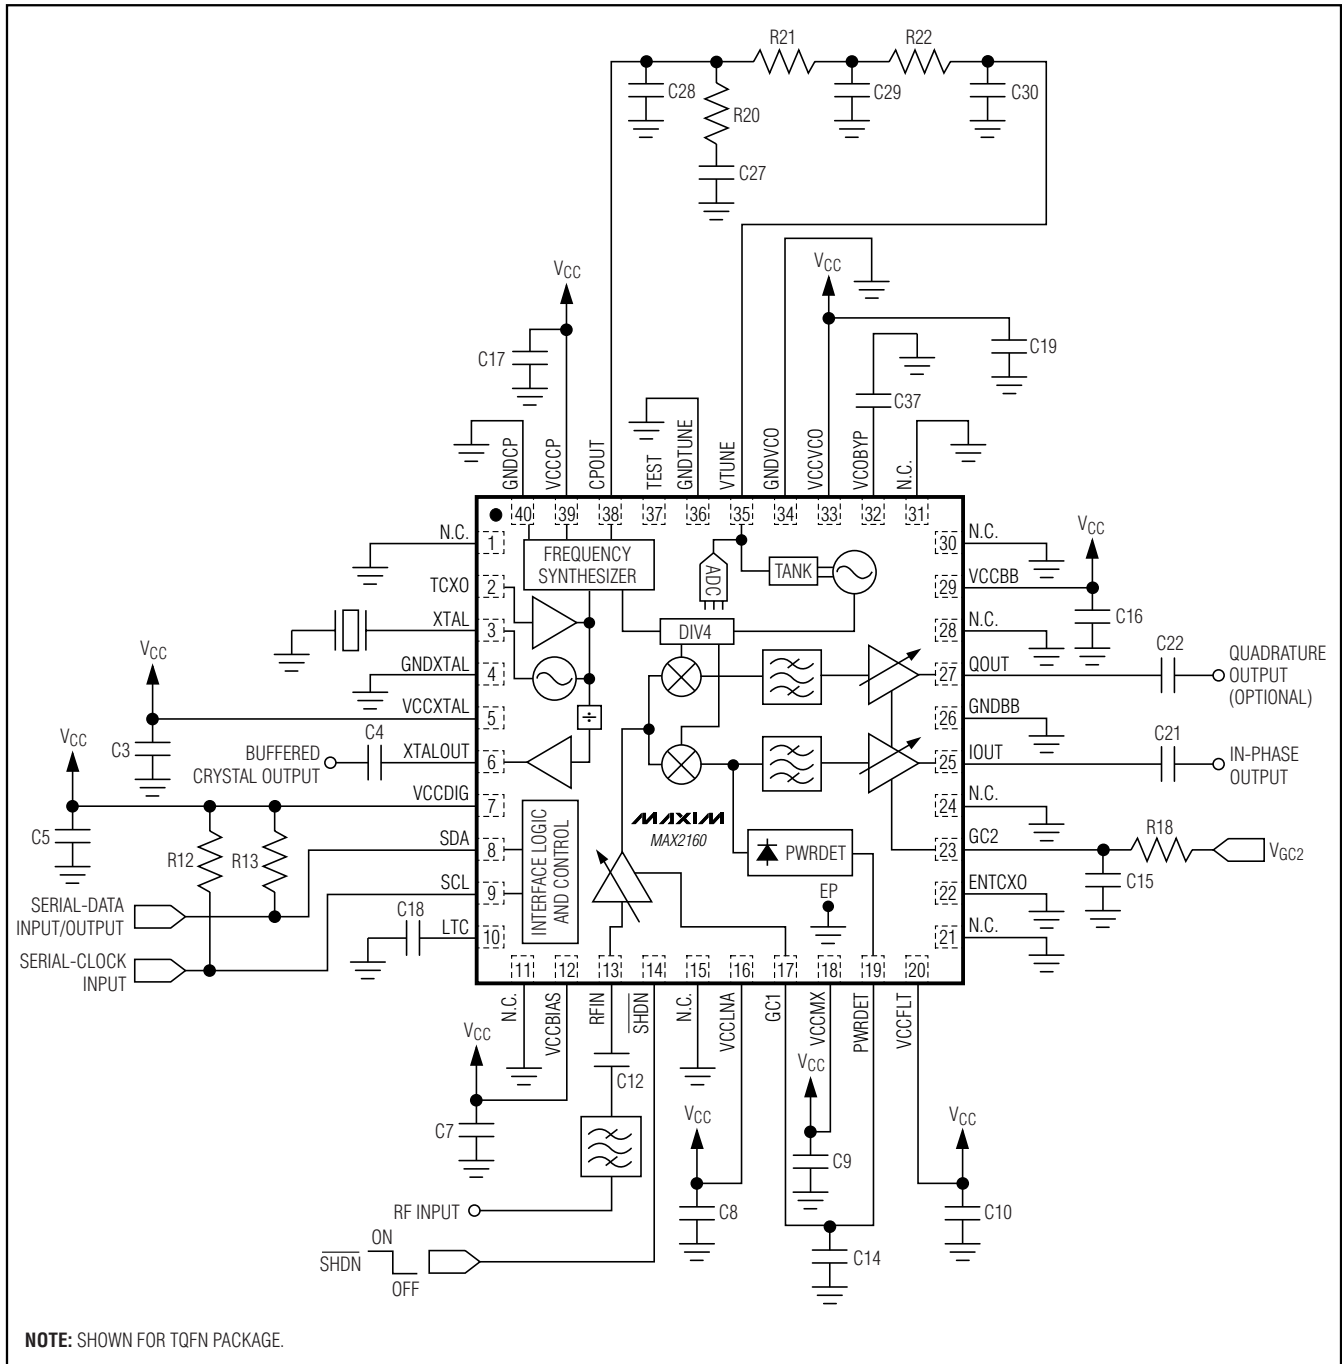 R21
R22
C28
R20
C29
C30
C27
VCC
VCC
C17
C19
C37
GNDCP
VCCCP
CPOUT
TEST
GNDTUNE
VTUNE
GNDVCO
VCCVCO
VCOBYP
N.C.
40
39
38
37
36
35
34
33
32
31
N.C.
1
TCXO
2
XTAL
3
GNDXTAL
4
VCC
VCCXTAL
5
C3
BUFFERED
CRYSTAL OUTPUT
C4
XTALOUT
6
VCC
VCCDIG
7
C5
R12
R13
SDA
8
SCL
9
SERIAL-DATA
INPUT/OUTPUT
C18
LTC
10
SERIAL-CLOCK
INPUT
FREQUENCY
SYNTHESIZER
ADC
TANK
DIV4
÷
INTERFACE LOGIC
AND CONTROL
MAXIM
MAX2160
PWRDET
EP
30
N.C.
VCC
29
VCCBB
C16
28
N.C.
27
QOUT
C22
QUADRATURE
OUTPUT
(OPTIONAL)
26
GNDBB
25
IOUT
C21
IN-PHASE
OUTPUT
24
N.C.
23
GC2
R18
VGC2
C15
22
ENTCXO
21
N.C.
11
12
13
14
15
16
17
18
19
20
N.C.
VCCBIAS
RFIN
SHDN
N.C.
VCCLNA
GC1
VCCMX
PWRDET
VCCFLT
VCC
C7
C12
VCC
C8
VCC
C9
VCC
C10
C14
RF INPUT
SHDN
ON
OFF
NOTE: SHOWN FOR TQFN PACKAGE.